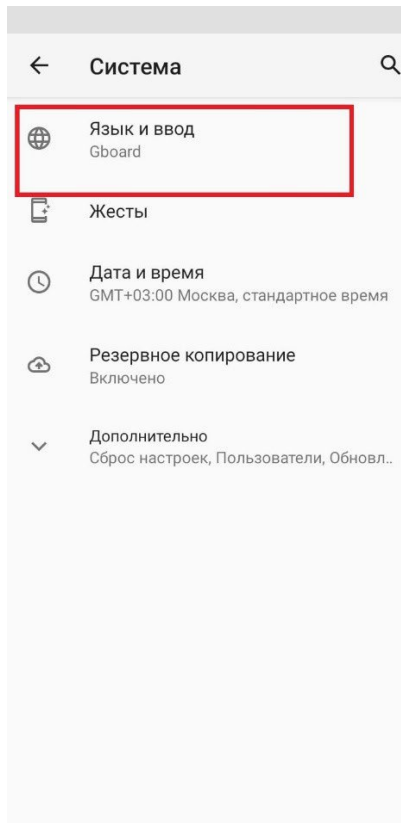 Система
Язык и ввод
Gboard
Жесты
Дата и время
GMT+03:00 Москва, стандартное время
Резервное копирование
Включено
Дополнительно
Сброс настроек, Пользователи, Обновл..